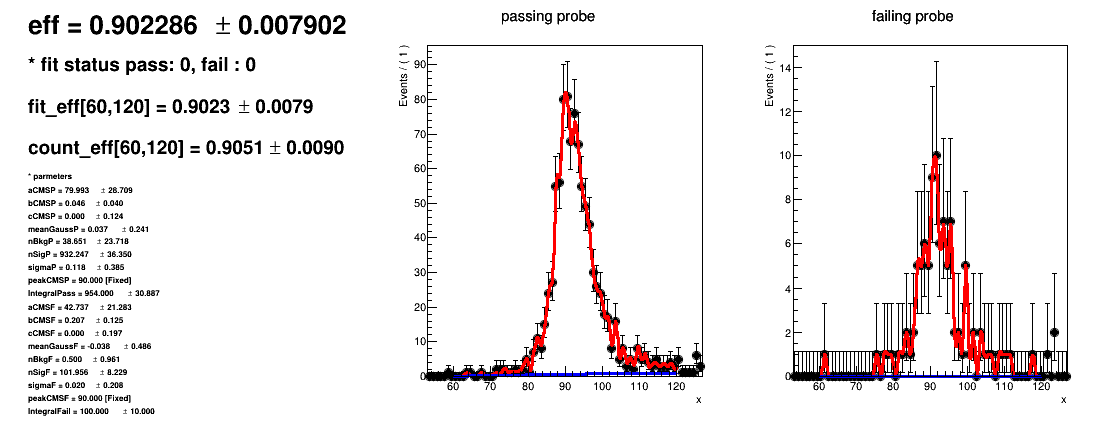 eff = 0.902286 ± 0.007902
* fit status pass: 0, fail : 0
fit_eff[60,120] = 0.9023 ± 0.0079
count_eff[60,120] = 0.9051 ± 0.0090
* parmeters
aCMSP = 79.993 ± 28.709
bCMSP = 0.046 ± 0.040
cCMSP = 0.000 ± 0.124
meanGaussP = 0.037 ± 0.241
nBkgP = 38.651 ± 23.718
nSigP = 932.247 ± 36.350
sigmaP = 0.118 ± 0.385
peakCMSP = 90.000 [Fixed]
IntegralPass = 954.000 ± 30.887
aCMSF = 42.737 ± 21.283
bCMSF = 0.207 ± 0.125
cCMSF = 0.000 ± 0.197
meanGaussF = -0.038 ± 0.486
nBkgF = 0.500 ± 0.961
nSigF = 101.956 ± 8.229
sigmaF = 0.020 ± 0.208
peakCMSF = 90.000 [Fixed]
IntegralFail = 100.000 ± 10.000
passing probe
Events / ( 1 )
90
80
70
60
50
40
30
20
10
0
60 70 80 90 100 110 120
x
failing probe
Events / ( 1 )
14
12
10
8
6
4
2
0
60 70 80 90 100 110 120
x